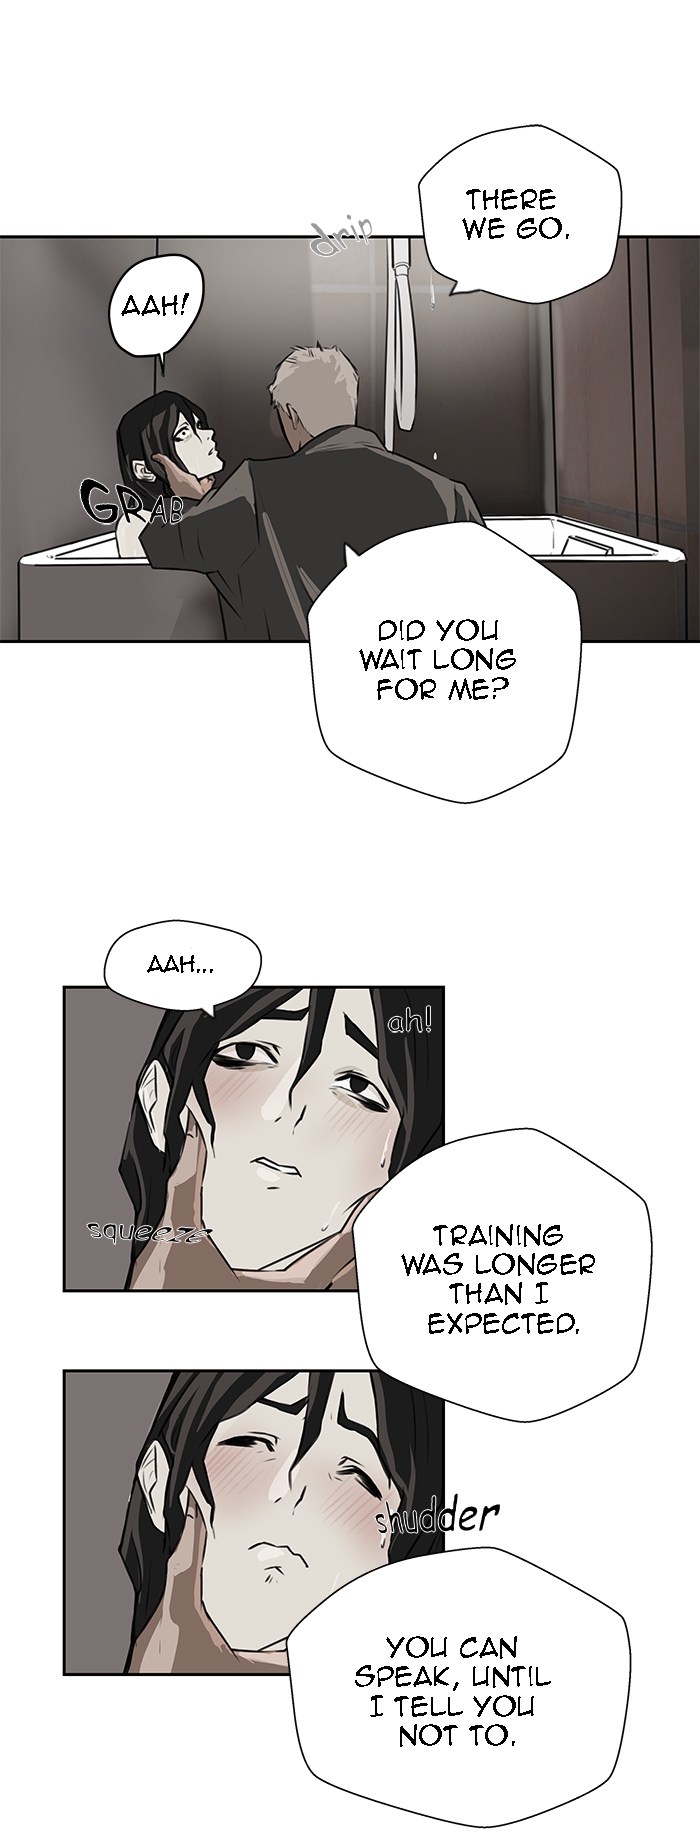 THERE
WE GO.
drip
AAH!
GRAB
DID YOU
WAIT LONG
FOR ME?
AAH...
ah!
squeeze
TRAINING
WAS LONGER
THAN I
EXPECTED.
shudder
YOU CAN
SPEAK, UNTIL
I TELL YOU
NOT TO.